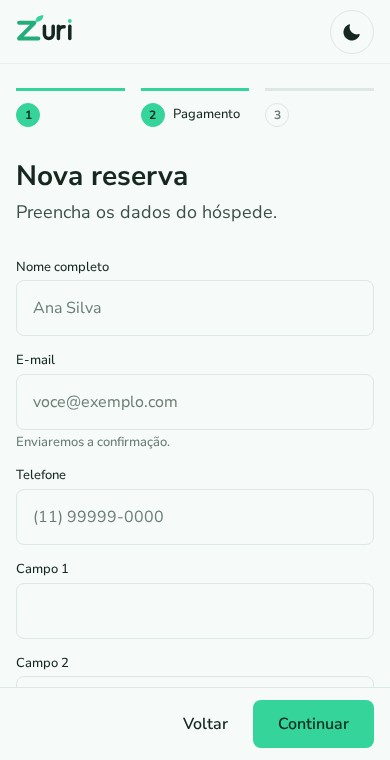 Zuri
1
2 Pagamento
3
Nova reserva
Preencha os dados do hóspede.
Nome completo
Ana Silva
E-mail
voce@exemplo.com
Enviaremos a confirmação.
Telefone
(11) 99999-0000
Campo 1
Campo 2
Voltar
Continuar